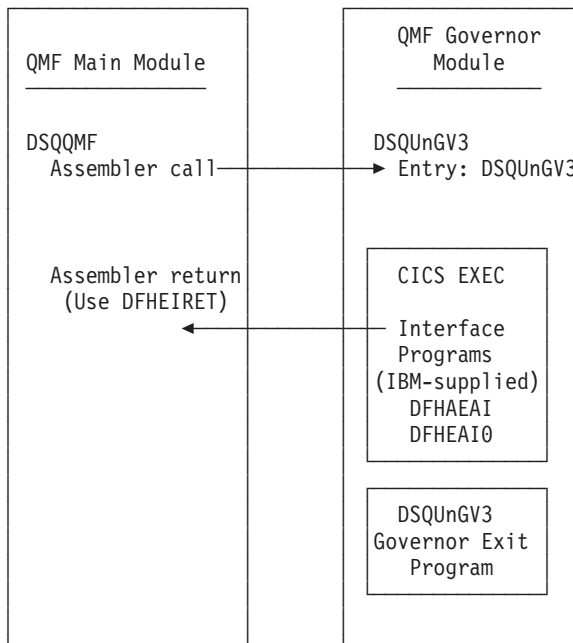 QMF Main Module
DSQQMF
Assembler call
Assembler return
(Use DFHEIRET)
QMF Governor
Module
DSQUnGV3
Entry: DSQUnGV3
CICS EXEC
Interface
Programs
(IBM-supplied)
DFHAEAI
DFHEAI0
DSQUnGV3
Governor Exit
Program